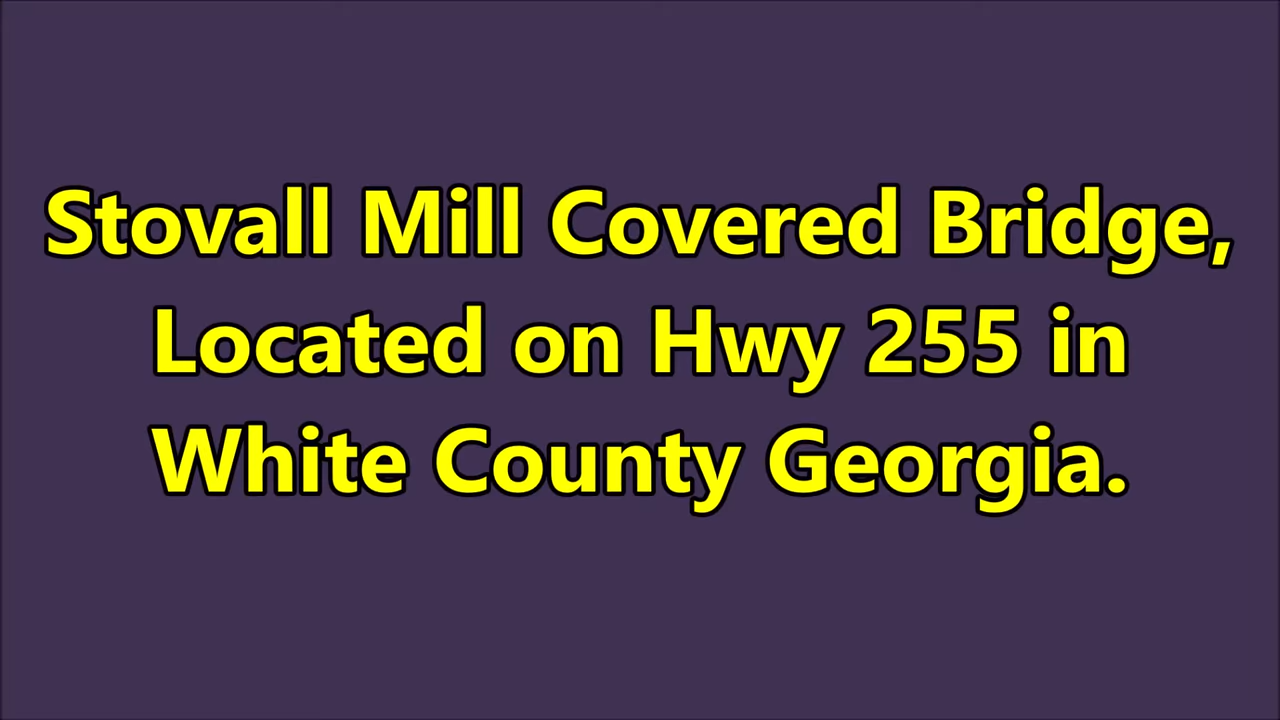 Stovall Mill Covered Bridge,
Located on Hwy 255 in
White County Georgia.